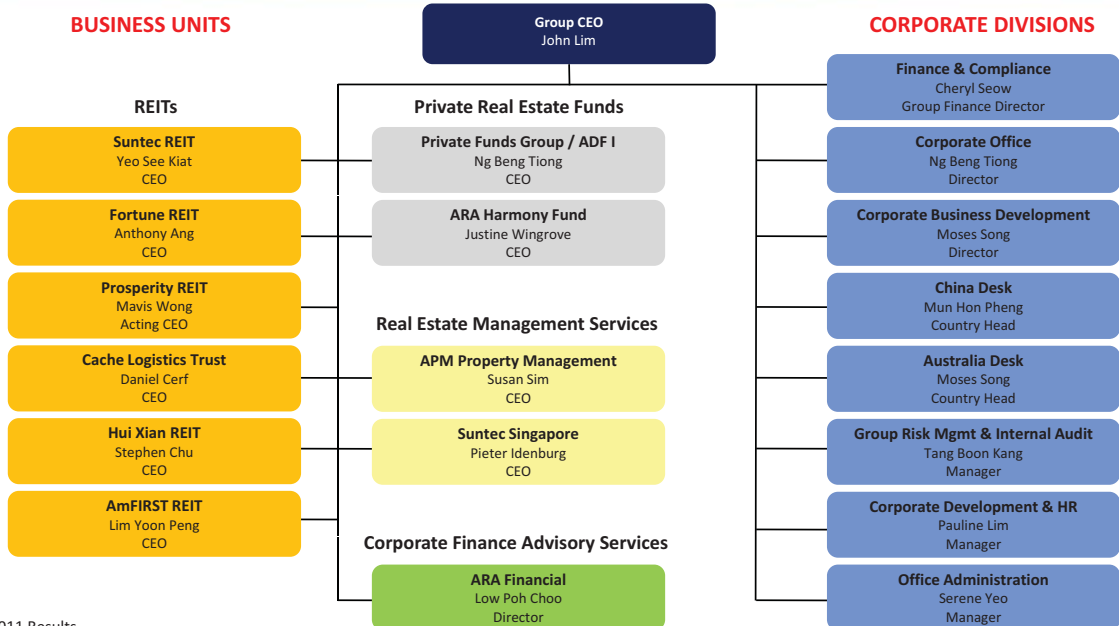 BUSINESS UNITS
Group CEO
John Lim
CORPORATE DIVISIONS
REITs
Suntec REIT
Yeo See Kiat
CEO
Fortune REIT
Anthony Ang
CEO
Prosperity REIT
Mavis Wong
Acting CEO
Cache Logistics Trust
Daniel Cerf
CEO
Hui Xian REIT
Stephen Chu
CEO
AmFIRST REIT
Lim Yoon Peng
CEO
Private Real Estate Funds
Private Funds Group / ADF I
Ng Beng Tiong
CEO
ARA Harmony Fund
Justine Wingrove
CEO
Real Estate Management Services
APM Property Management
Susan Sim
CEO
Suntec Singapore
Pieter Idenburg
CEO
Corporate Finance Advisory Services
ARA Financial
Low Poh Choo
Director
Finance & Compliance
Cheryl Seow
Group Finance Director
Corporate Office
Ng Beng Tiong
Director
Corporate Business Development
Moses Song
Director
China Desk
Mun Hon Pheng
Country Head
Australia Desk
Moses Song
Country Head
Group Risk Mgmt & Internal Audit
Tang Boon Kang
Manager
Corporate Development & HR
Pauline Lim
Manager
Office Administration
Serene Yeo
Manager
Results